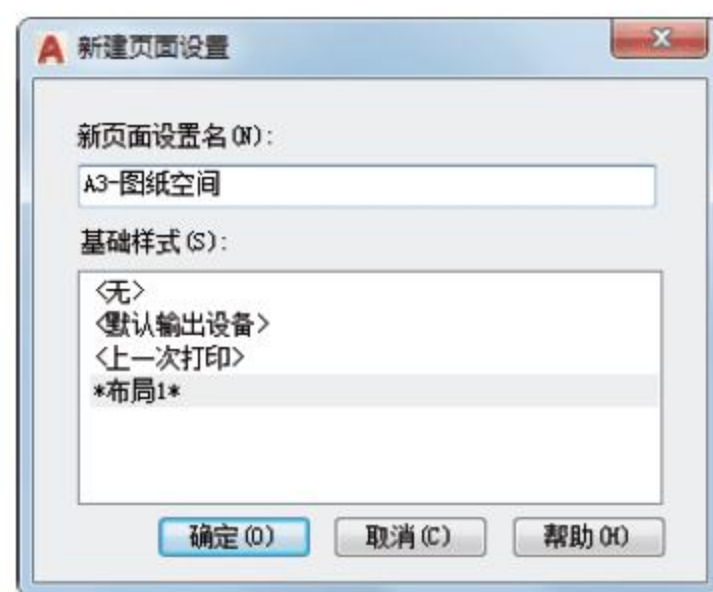 新建页面设置
新页面设置名(N):
A3-图纸空间
基础样式(S):
<无>
<默认输出设备>
<上一次打印>
*布局1*
确定(O) 取消(C) 帮助(H)